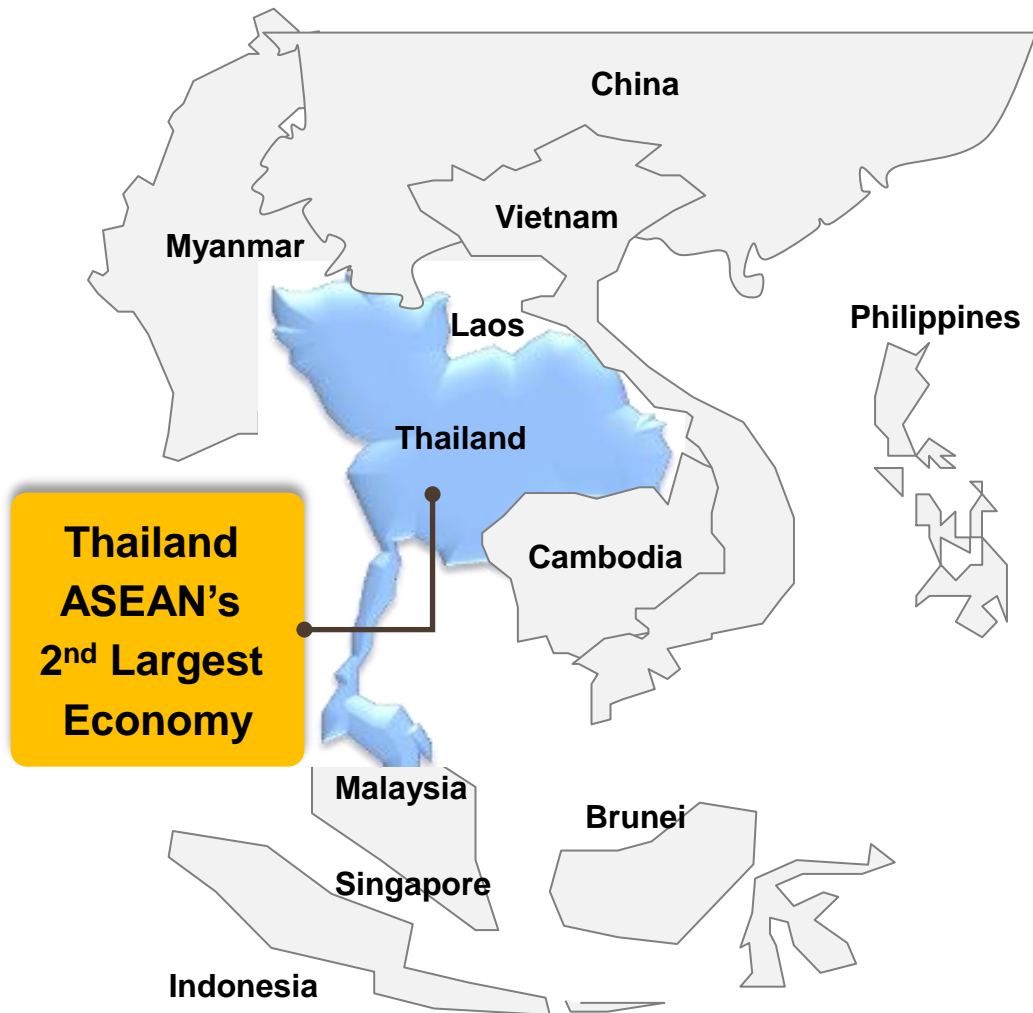 China
Vietnam
Myanmar
Laos
Philippines
Thailand
Thailand
ASEAN’s
2nd Largest
Economy
Cambodia
Malaysia
Brunei
Singapore
Indonesia